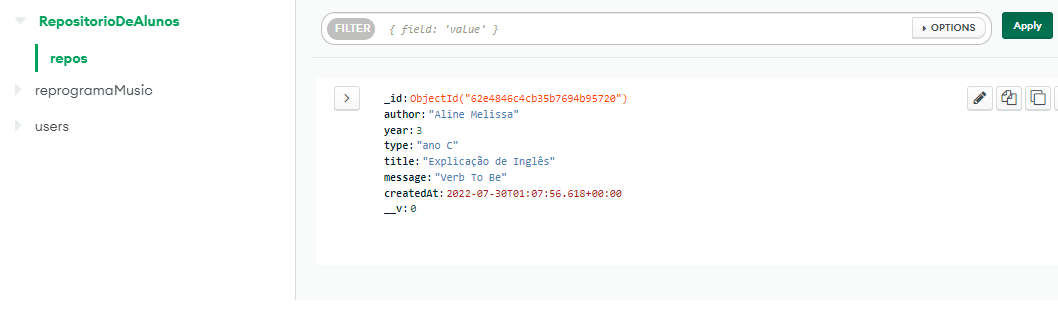 RepositorioDeAlunos
repos
reprogramaMusic
users
FILTER { field: 'value' } OPTIONS Apply
_id: ObjectId("62e4846c4cb35b7694b95720")
author: "Aline Melissa"
year: 3
type: "ano C"
title: "Explicação de Inglês"
message: "Verb To Be"
createdAt: 2022-07-30T01:07:56.618+00:00
__v: 0